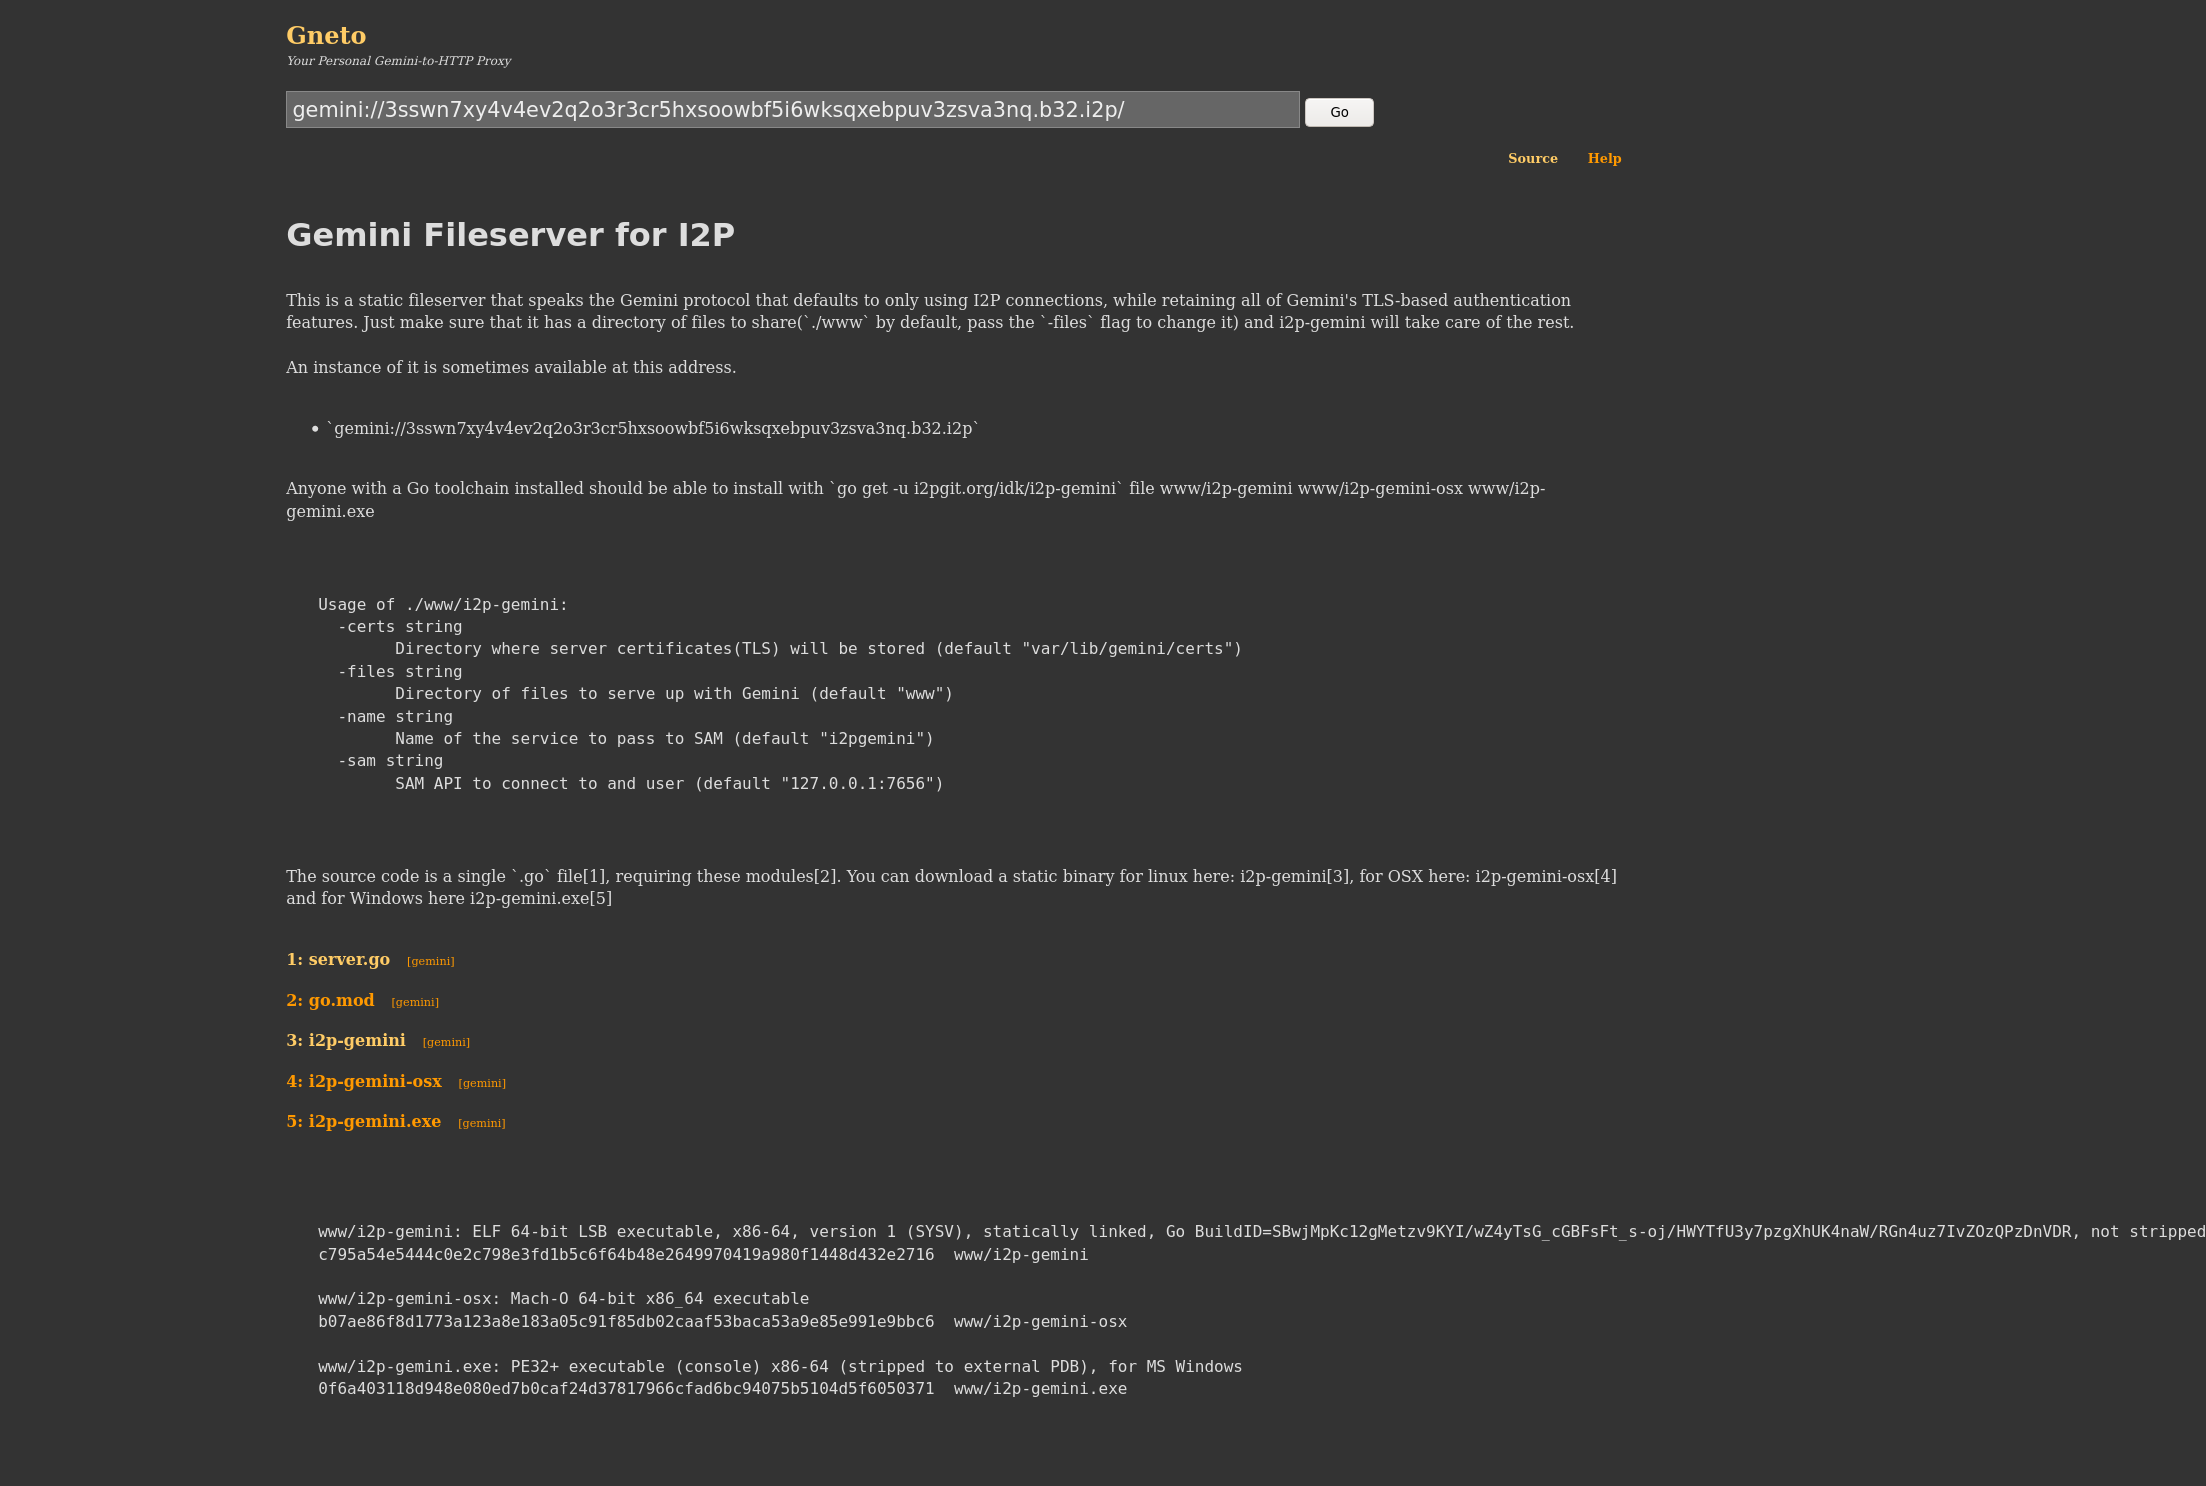 Gneto
Your Personal Gemini-to-HTTP Proxy
gemini://3sswn7xy4v4ev2q2o3r3cr5hxsoowbf5i6wksqxebpuv3zsva3nq.b32.i2p/
Go
Source Help
Gemini Fileserver for I2P
This is a static fileserver that speaks the Gemini protocol that defaults to only using I2P connections, while retaining all of Gemini's TLS-based authentication
features. Just make sure that it has a directory of files to share(`./www` by default, pass the `-files` flag to change it) and i2p-gemini will take care of the rest.
An instance of it is sometimes available at this address.
• `gemini://3sswn7xy4v4ev2q2o3r3cr5hxsoowbf5i6wksqxebpuv3zsva3nq.b32.i2p`
Anyone with a Go toolchain installed should be able to install with `go get -u i2pgit.org/idk/i2p-gemini` file www/i2p-gemini www/i2p-gemini-osx www/i2p-
gemini.exe
Usage of ./www/i2p-gemini:
-certs string
Directory where server certificates(TLS) will be stored (default "var/lib/gemini/certs")
-files string
Directory of files to serve up with Gemini (default "www")
-name string
Name of the service to pass to SAM (default "i2pgemini")
-sam string
SAM API to connect to and user (default "127.0.0.1:7656")
The source code is a single `.go` file[1], requiring these modules[2]. You can download a static binary for linux here: i2p-gemini[3], for OSX here: i2p-gemini-osx[4]
and for Windows here i2p-gemini.exe[5]
1: server.go [gemini]
2: go.mod [gemini]
3: i2p-gemini [gemini]
4: i2p-gemini-osx [gemini]
5: i2p-gemini.exe [gemini]
www/i2p-gemini: ELF 64-bit LSB executable, x86-64, version 1 (SYSV), statically linked, Go BuildID=SBwjMpKc12gMetzv9KYI/wZ4yTsG_cGBFsFt_s-oj/HWYTfU3y7pzgXhUK4naW/RGn4uz7IvZOzQPzDnVDR, not stripped
c795a54e5444c0e2c798e3fd1b5c6f64b48e2649970419a980f1448d432e2716  www/i2p-gemini
www/i2p-gemini-osx: Mach-O 64-bit x86_64 executable
b07ae86f8d1773a123a8e183a05c91f85db02caaf53baca53a9e85e991e9bbc6  www/i2p-gemini-osx
www/i2p-gemini.exe: PE32+ executable (console) x86-64 (stripped to external PDB), for MS Windows
0f6a403118d948e080ed7b0caf24d37817966cfad6bc94075b5104d5f6050371  www/i2p-gemini.exe